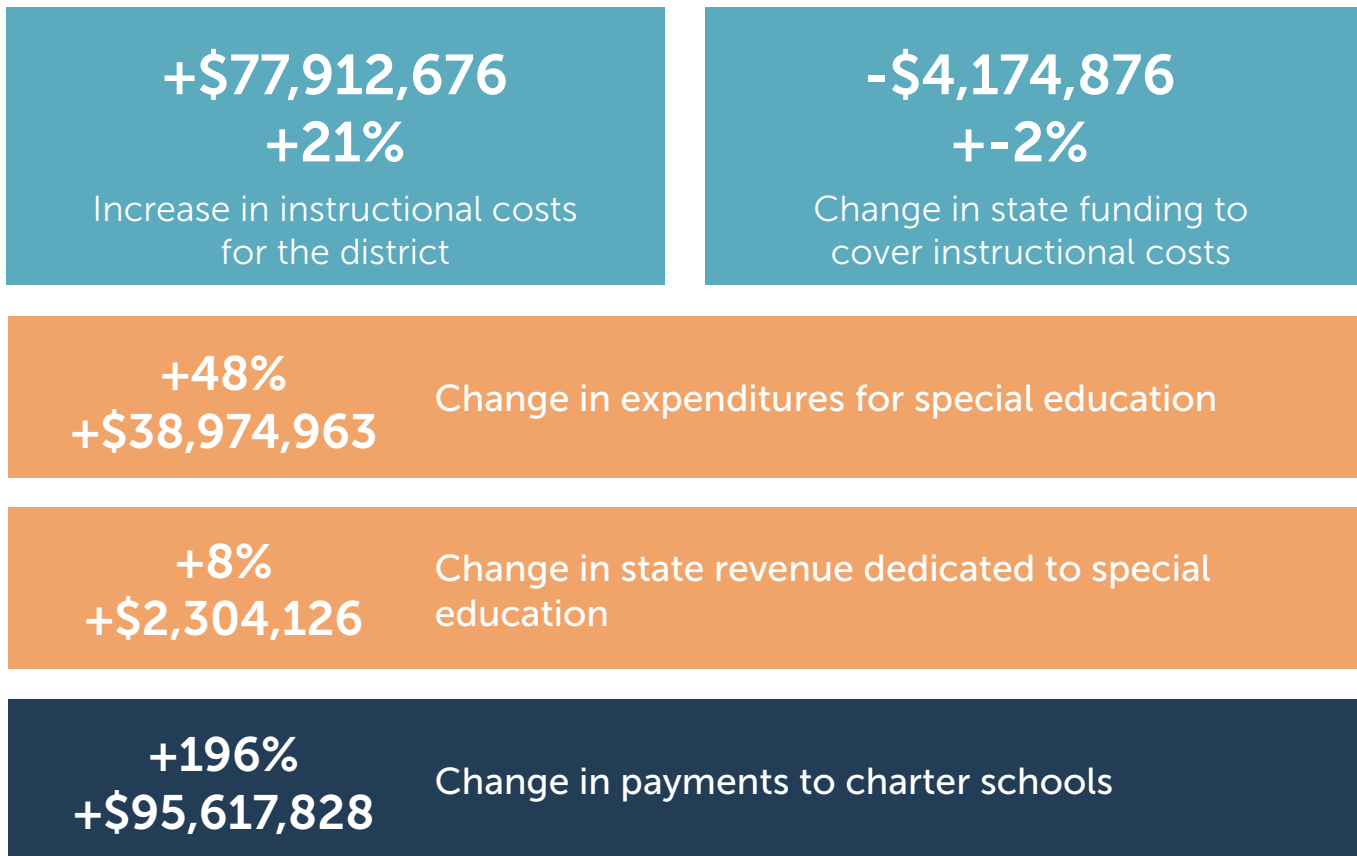 +$77,912,676
+21%
Increase in instructional costs
for the district
-$4,174,876
+-2%
Change in state funding to
cover instructional costs
+48%
+$38,974,963
Change in expenditures for special education
+8%
+$2,304,126
Change in state revenue dedicated to special
education
+196%
+$95,617,828
Change in payments to charter schools